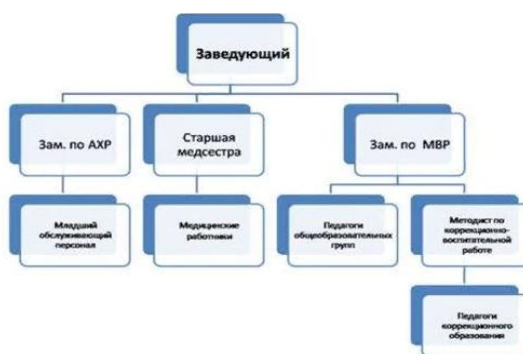 Заведующий
Зам. по АХР
Старшая
медсестра
Зам. по МВР
Младший
обслуживающий
персонал
Медицинские
работники
Педагоги
общеобразовательных
групп
Методист по
коррекционно-
воспитательной
работе
Педагоги
коррекционного
образования